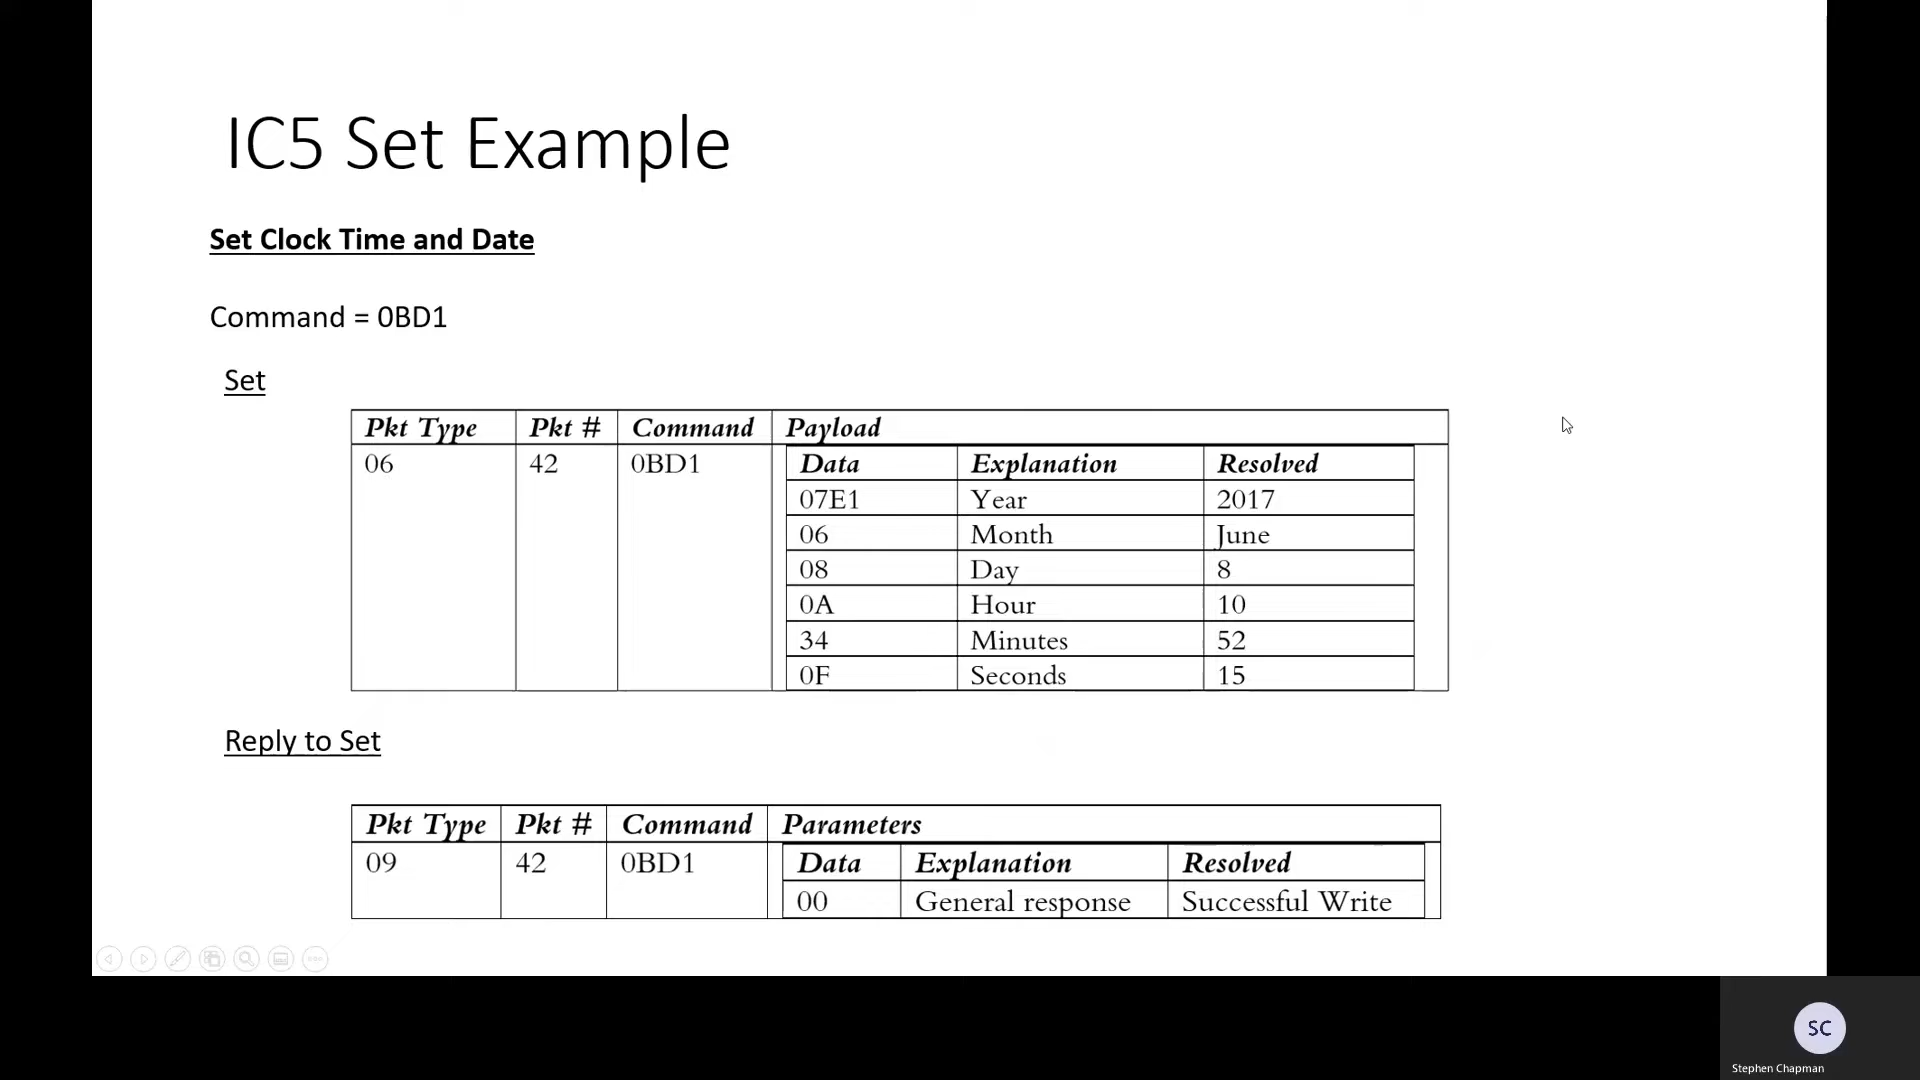 IC5 Set Example
Set Clock Time and Date
Command = 0BD1
Set
Pkt Type Pkt # Command Payload
06 42 0BD1 Data Explanation Resolved
07E1 Year 2017
06 Month June
08 Day 8
0A Hour 10
34 Minutes 52
0F Seconds 15
Reply to Set
Pkt Type Pkt # Command Parameters
09 42 0BD1 Data Explanation Resolved
00 General response Successful Write
SC
Stephen Chapman